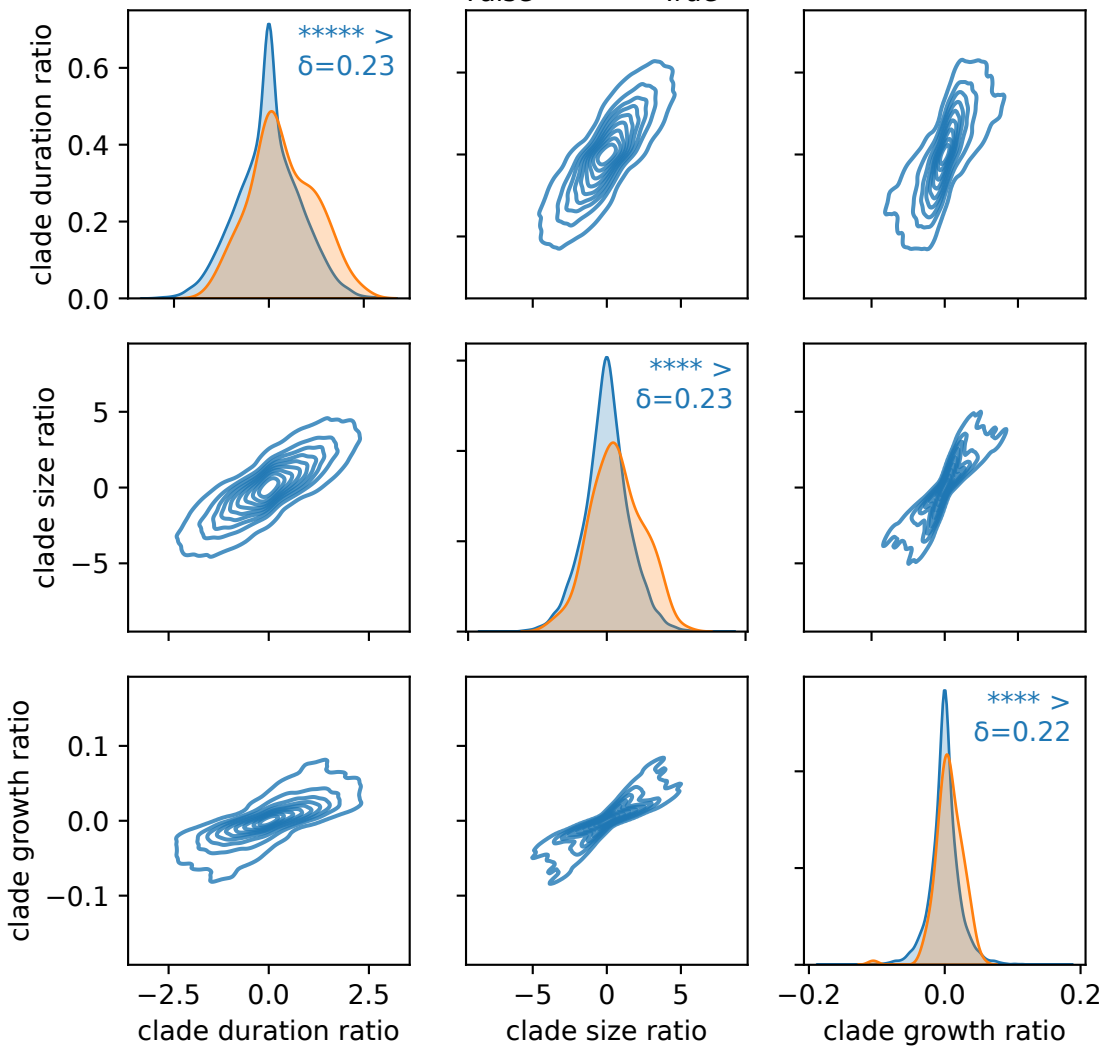 ***** >
δ=0.23
clade duration ratio
0.6
0.4
0.2
0.0
**** >
δ=0.23
clade size ratio
5
0
−5
**** >
δ=0.22
clade growth ratio
0.1
0.0
−0.1
−2.5 0.0 2.5
−5 0 5
−0.2 0.0 0.2
clade duration ratio
clade size ratio
clade growth ratio